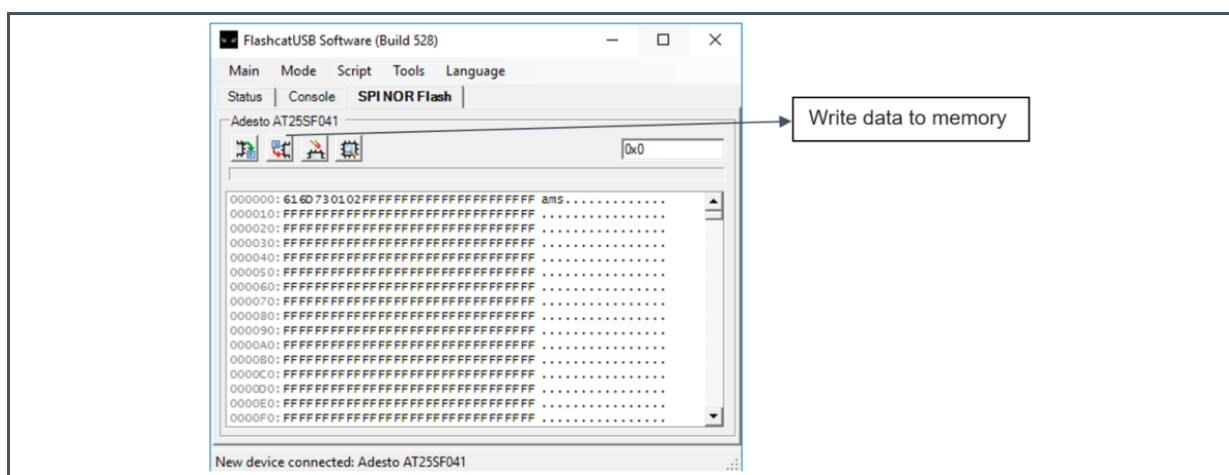 FlashcatUSB Software (Build 528)
Main Mode Script Tools Language
Status Console SPI NOR Flash
Adesto AT25SF041
Write data to memory
0x0
000000: 616D730102FFFFFFFFFFFFFFFFFFFFFF ams.............
000010: FFFFFFFFFFFFFFFFFFFFFFFFFFFFFFFF ................
000020: FFFFFFFFFFFFFFFFFFFFFFFFFFFFFFFF ................
000030: FFFFFFFFFFFFFFFFFFFFFFFFFFFFFFFF ................
000040: FFFFFFFFFFFFFFFFFFFFFFFFFFFFFFFF ................
000050: FFFFFFFFFFFFFFFFFFFFFFFFFFFFFFFF ................
000060: FFFFFFFFFFFFFFFFFFFFFFFFFFFFFFFF ................
000070: FFFFFFFFFFFFFFFFFFFFFFFFFFFFFFFF ................
000080: FFFFFFFFFFFFFFFFFFFFFFFFFFFFFFFF ................
000090: FFFFFFFFFFFFFFFFFFFFFFFFFFFFFFFF ................
0000A0: FFFFFFFFFFFFFFFFFFFFFFFFFFFFFFFF ................
0000B0: FFFFFFFFFFFFFFFFFFFFFFFFFFFFFFFF ................
0000C0: FFFFFFFFFFFFFFFFFFFFFFFFFFFFFFFF ................
0000D0: FFFFFFFFFFFFFFFFFFFFFFFFFFFFFFFF ................
0000E0: FFFFFFFFFFFFFFFFFFFFFFFFFFFFFFFF ................
0000F0: FFFFFFFFFFFFFFFFFFFFFFFFFFFFFFFF ................
New device connected: Adesto AT25SF041